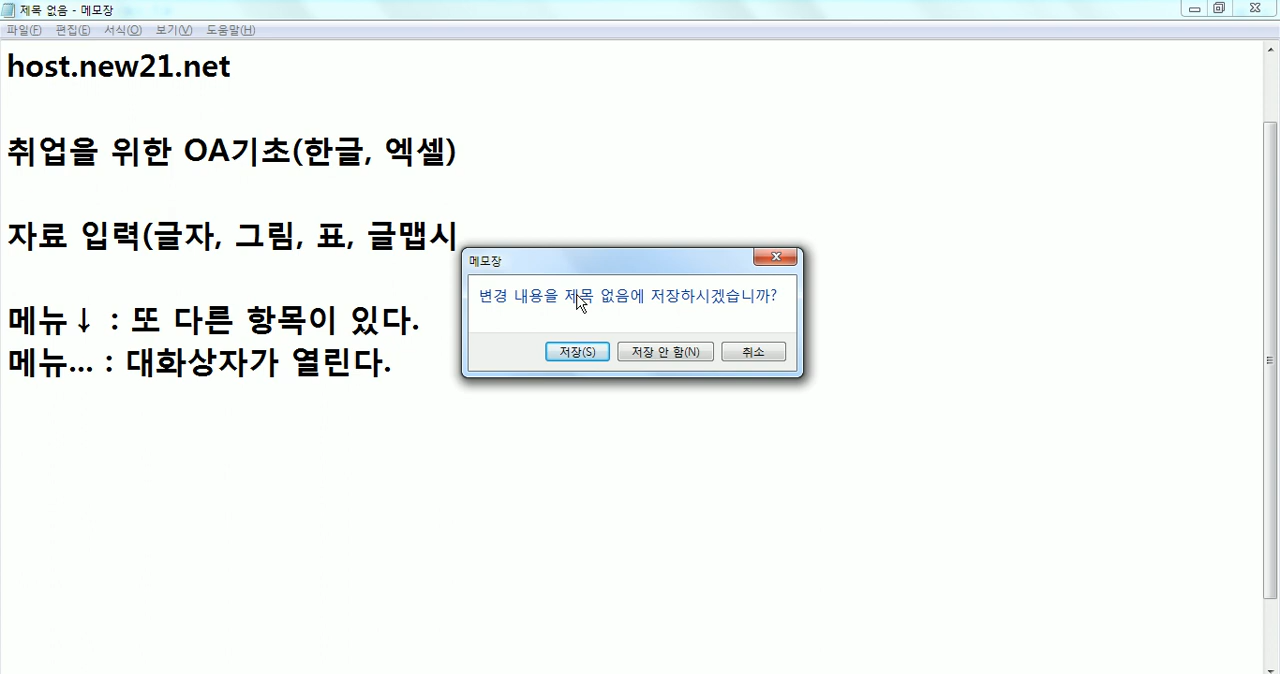 제목 없음 - 메모장
파일(F) 편집(E) 서식(O) 보기(V) 도움말(H)
host.new21.net
취업을 위한 OA기초(한글, 엑셀)
자료 입력(글자, 그림, 표, 글맵시
메뉴↓ : 또 다른 항목이 있다.
메뉴... : 대화상자가 열린다.
메모장
변경 내용을 제목 없음에 저장하시겠습니까?
저장(S) 저장 안 함(N) 취소